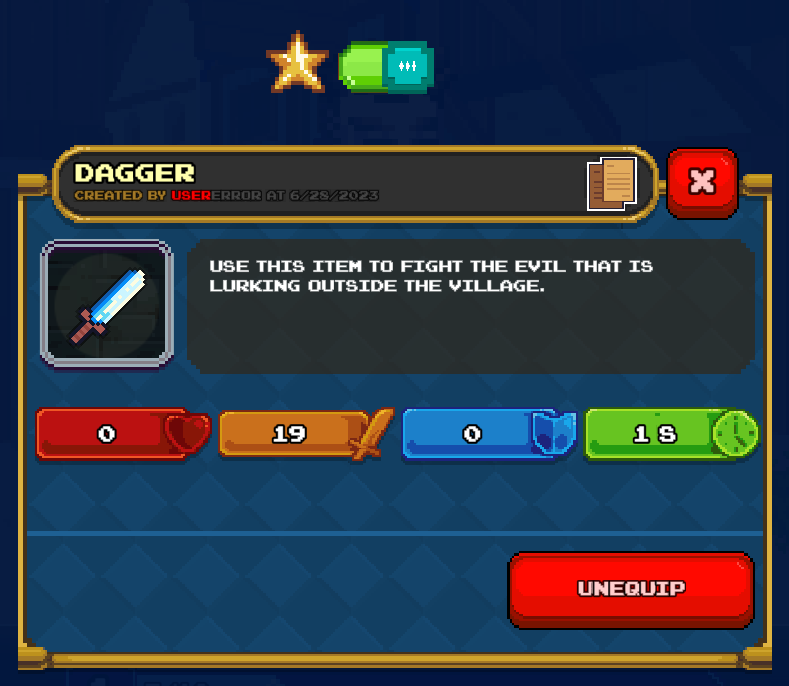 DAGGER
CREATED BY USERERROR AT 6/28/2023
USE THIS ITEM TO FIGHT THE EVIL THAT IS
LURKING OUTSIDE THE VILLAGE.
0
19
0
1 S
UNEQUIP